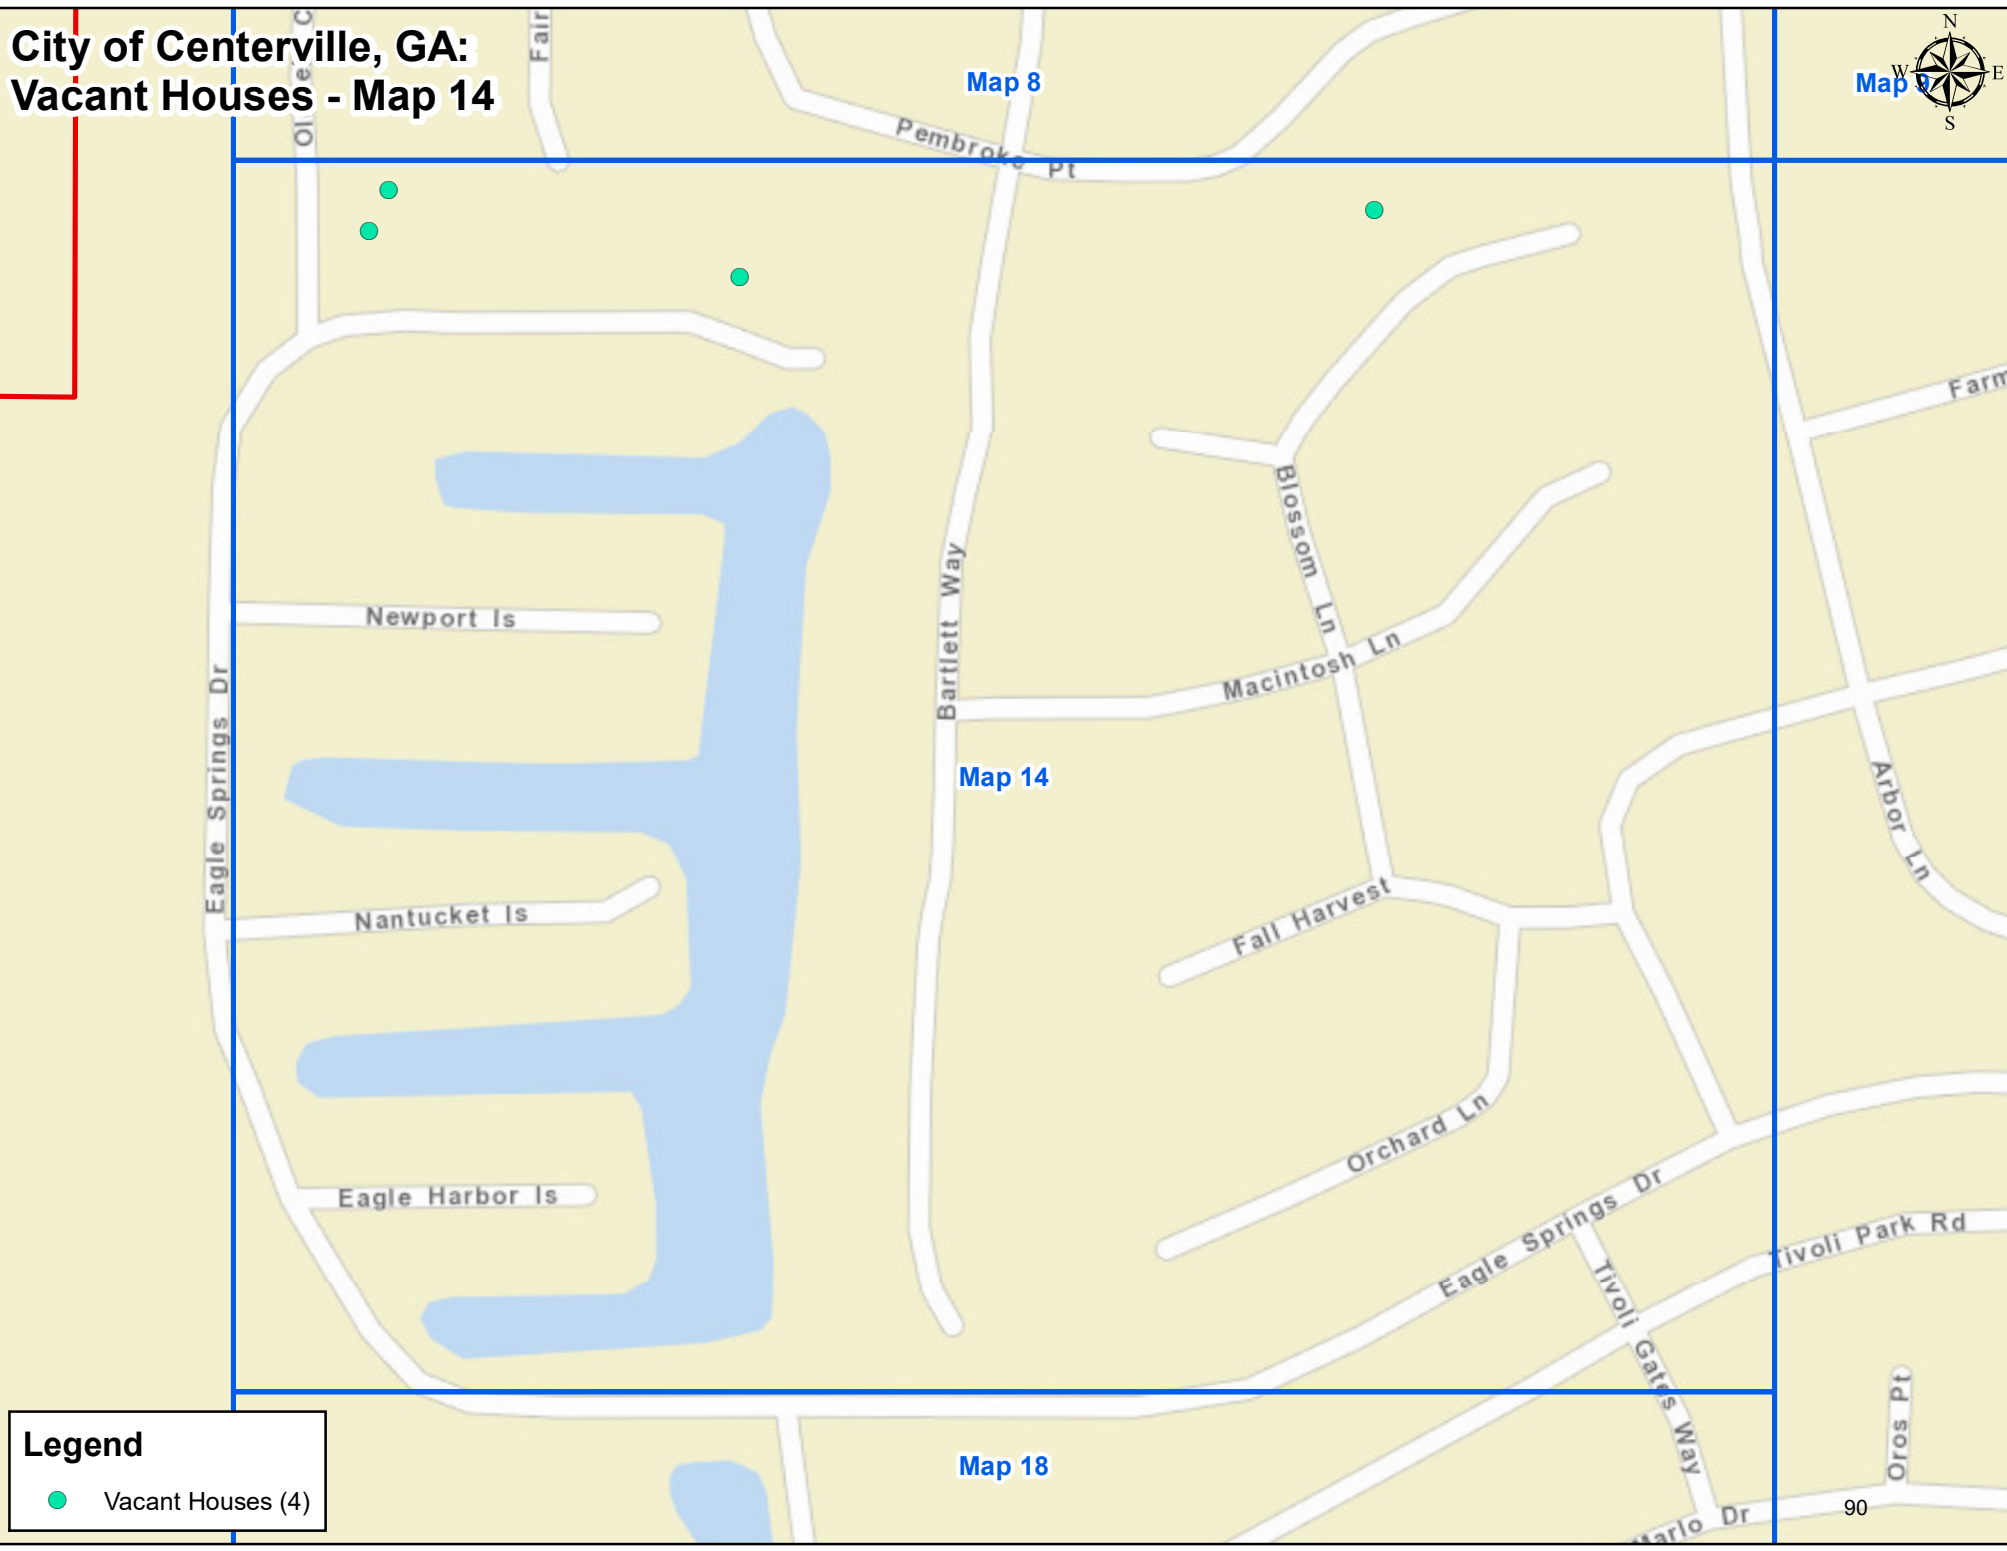 City of Centerville, GA:
Vacant Houses - Map 14
Fair
Map 8
Map 9
N
W
E
S
Pembroke Pt
Farm
Blossom Ln
Bartlett Way
Newport Is
Macintosh Ln
Eagle Springs Dr
Map 14
Arbor Ln
Nantucket Is
Fall Harvest
Orchard Ln
Eagle Harbor Is
Eagle Springs Dr
Tivoli Park Rd
Tivoli Gates Way
Oros Pt
Map 18
Legend
Vacant Houses (4)
90
Marlo Dr